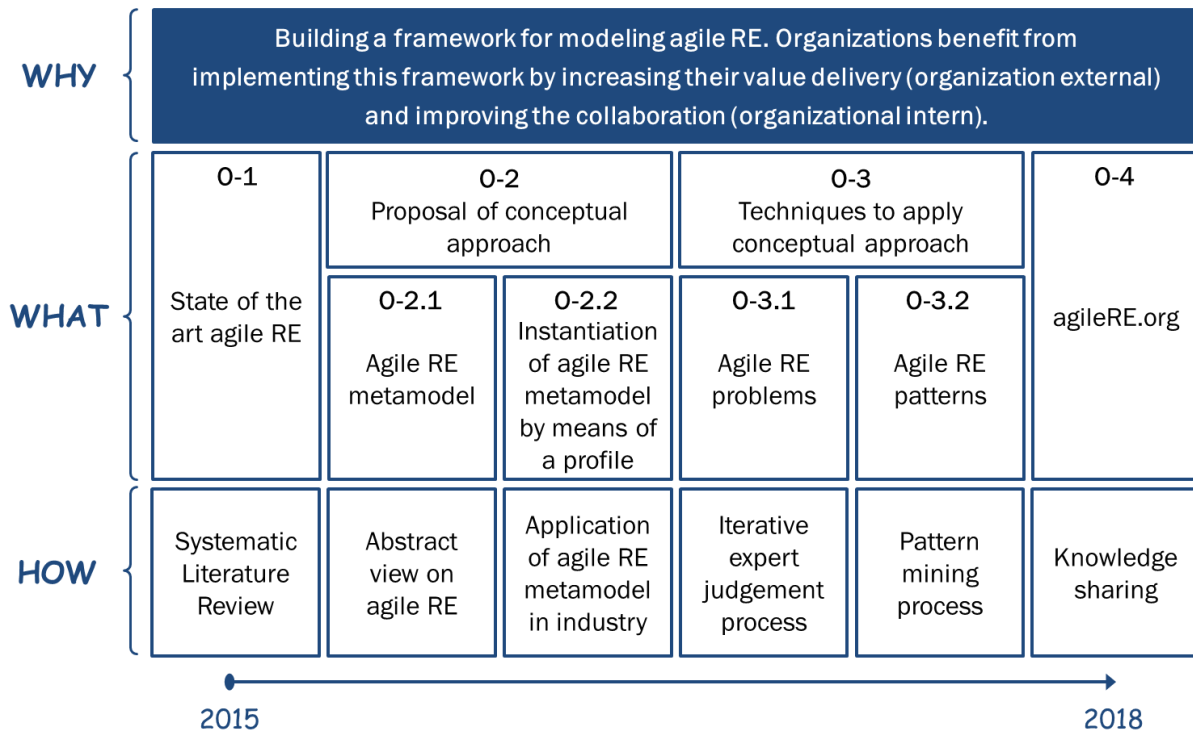 WHY
Building a framework for modeling agile RE. Organizations benefit from
implementing this framework by increasing their value delivery (organization external)
and improving the collaboration (organizational intern).
WHAT
O-1
State of the
art agile RE
O-2
Proposal of conceptual
approach
O-3
Techniques to apply
conceptual approach
O-4
agileRE.org
O-2.1
Agile RE
metamodel
O-2.2
Instantiation
of agile RE
metamodel
by means of
a profile
O-3.1
Agile RE
problems
O-3.2
Agile RE
patterns
HOW
Systematic
Literature
Review
Abstract
view on
agile RE
Application
of agile RE
metamodel
in industry
Iterative
expert
judgement
process
Pattern
mining
process
Knowledge
sharing
2015
2018